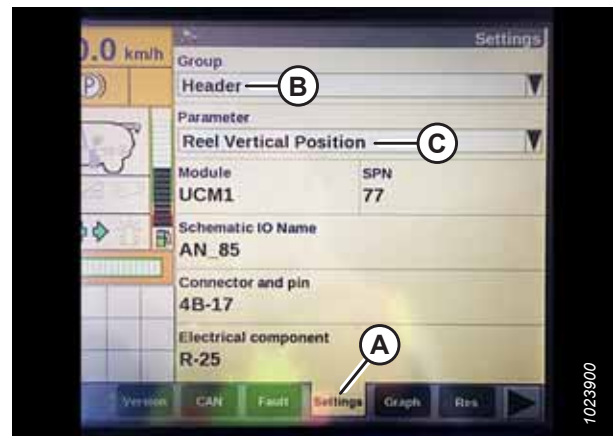 0.0 km/h
Settings
Group
Header
B
Parameter
Reel Vertical Position
C
Module SPN
UCM1 77
Schematic IO Name
AN_85
Connector and pin
4B-17
Electrical component
R-25
A
Version CAN Fault Settings Graph Res
1023900